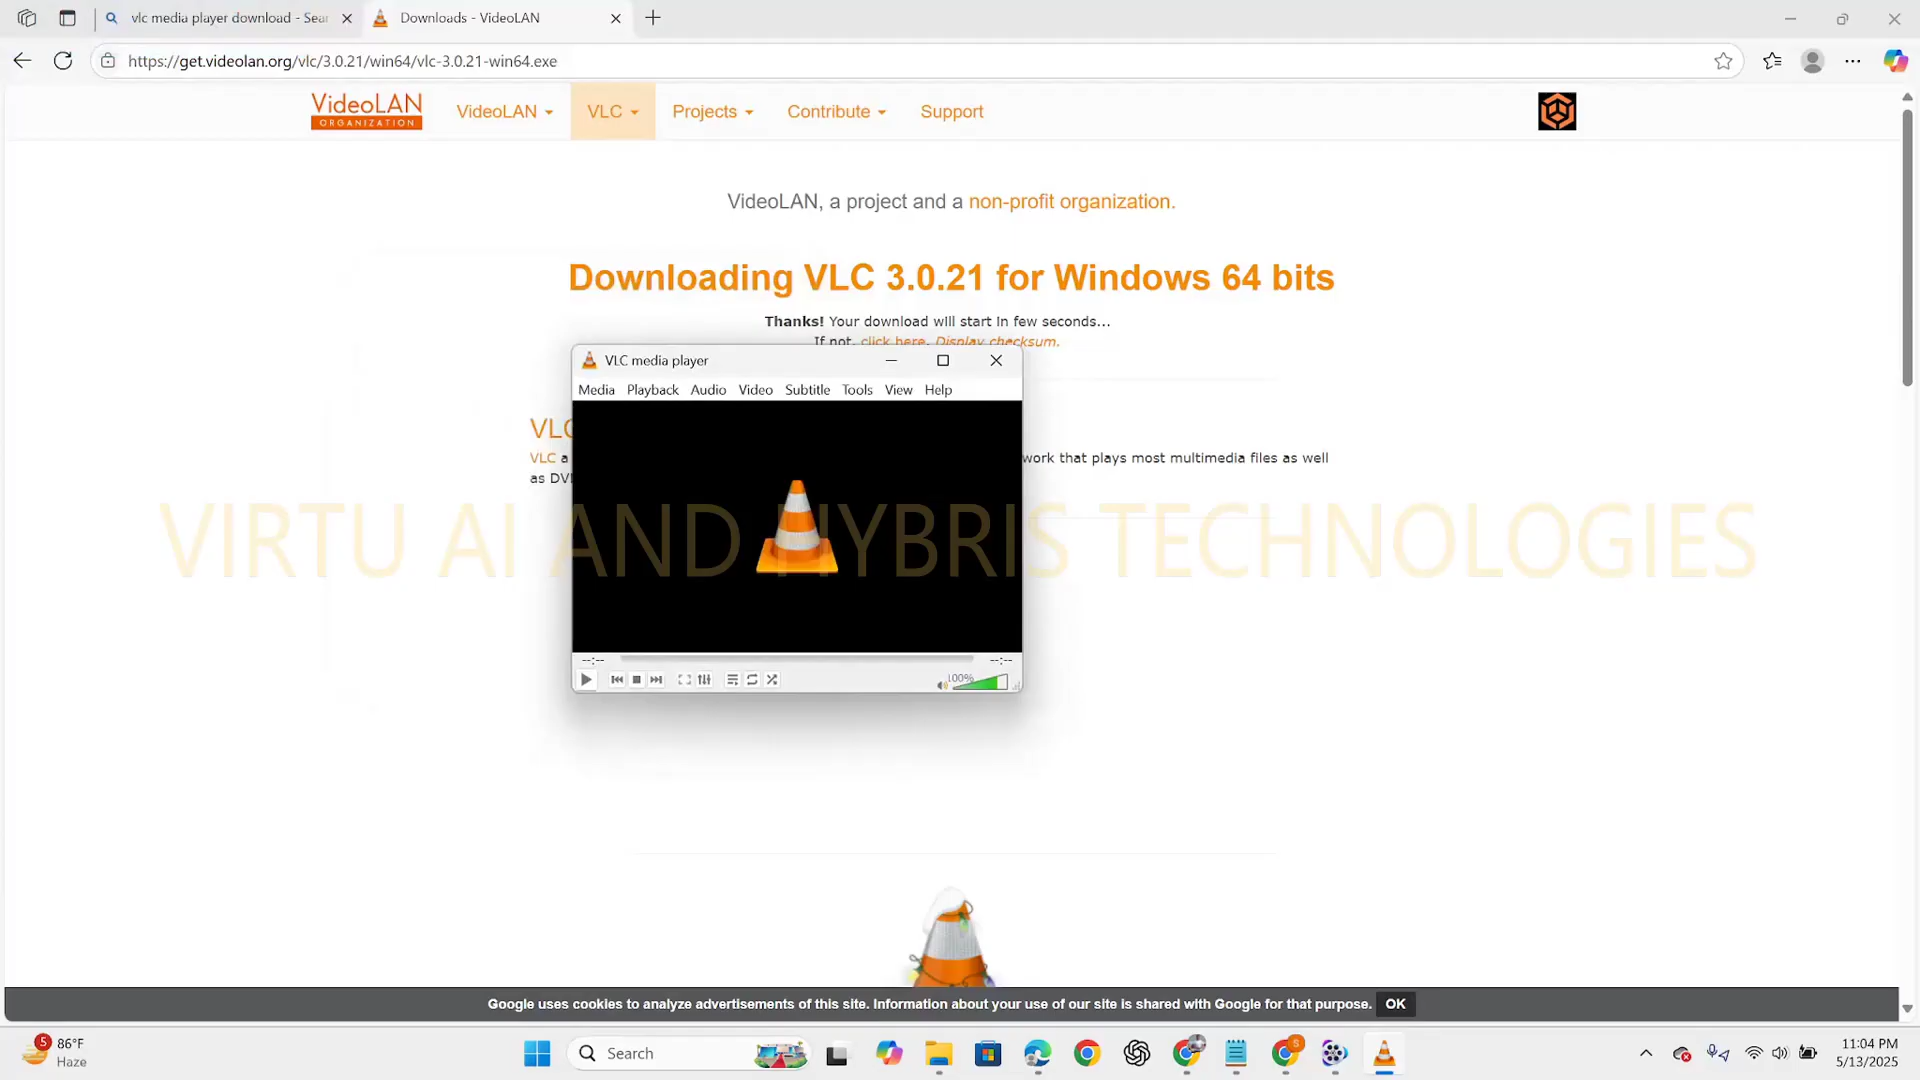 vlc media player download - Sear
Downloads - VideoLAN
https://get.videolan.org/vlc/3.0.21/win64/vlc-3.0.21-win64.exe
VideoLAN
ORGANIZATION
VideoLAN
VLC
Projects
Contribute
Support
VideoLAN, a project and a non-profit organization.
Downloading VLC 3.0.21 for Windows 64 bits
Thanks! Your download will start in few seconds...
If not, click here. Display checksum.
VLC media player
Media Playback Audio Video Subtitle Tools View Help
VLC
VLC a
work that plays most multimedia files as well
as DV
VIRTU AI AND HYBRIS TECHNOLOGIES
--:--
--:--
100%
Google uses cookies to analyze advertisements of this site. Information about your use of our site is shared with Google for that purpose. OK
5
86°F
Haze
Search
S
11:04 PM
5/13/2025